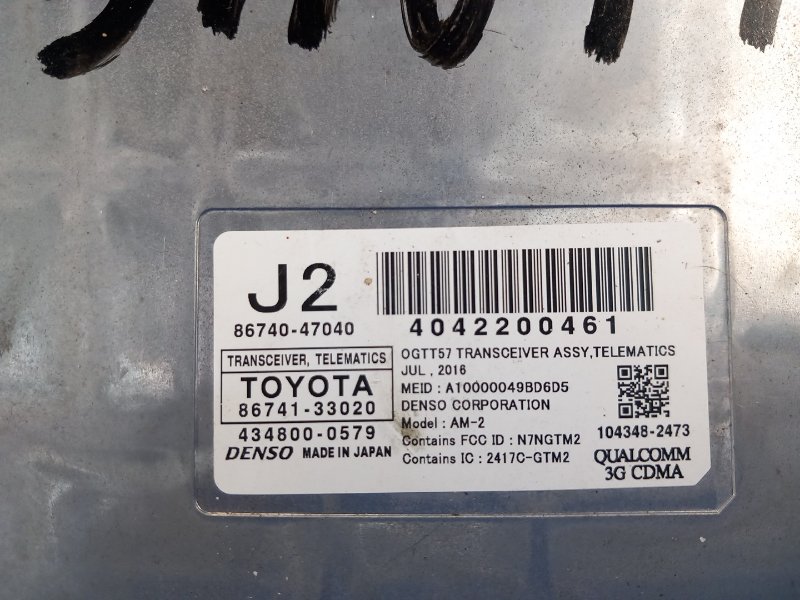 J2
86740-47040
4042200461
TRANSCEIVER, TELEMATICS
TOYOTA
86741-33020
434800-0579
DENSO MADE IN JAPAN
OGTT57 TRANSCEIVER ASSY,TELEMATICS
JUL , 2016
MEID : A10000049BD6D5
DENSO CORPORATION
Model : AM-2
Contains FCC ID : N7NGTM2
Contains IC : 2417C-GTM2
104348-2473
QUALCOMM
3G CDMA